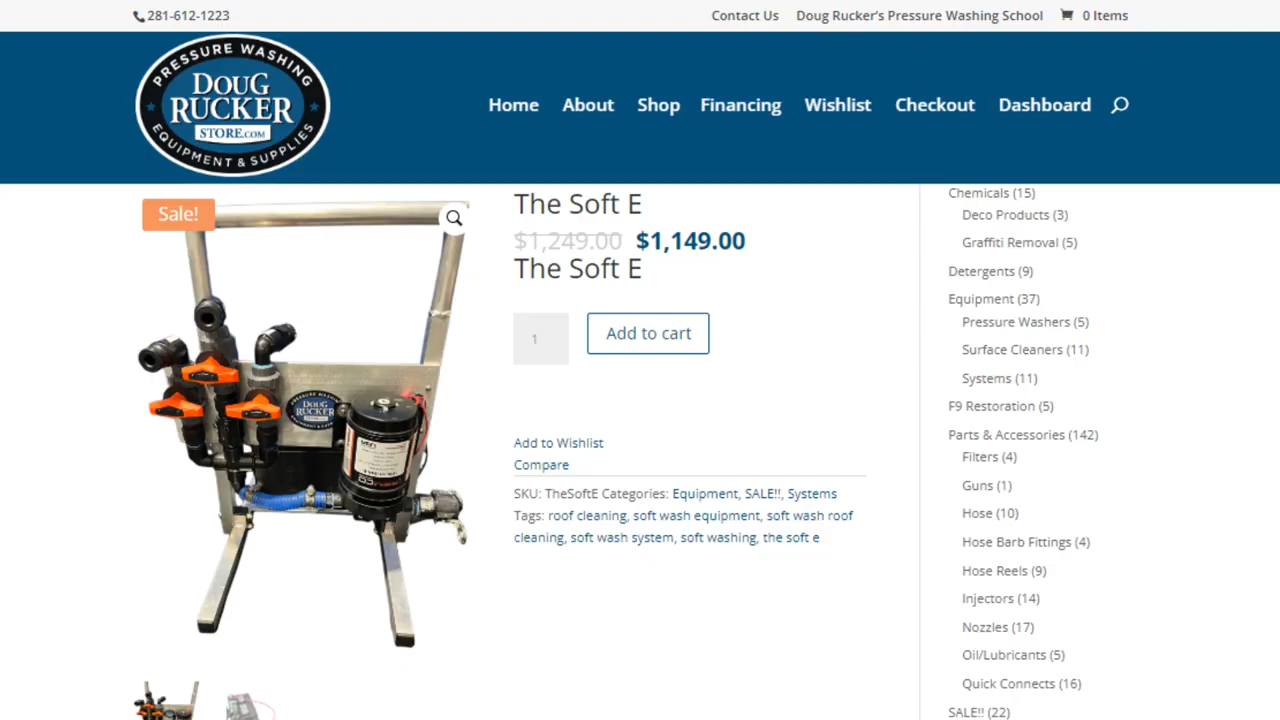 281-612-1223
Contact Us
Doug Rucker's Pressure Washing School
0 Items
PRESSURE WASHING
DOUG
RUCKER
STORE.COM
EQUIPMENT & SUPPLIES
Home
About
Shop
Financing
Wishlist
Checkout
Dashboard
Sale!
The Soft E
$1,249.00 $1,149.00
The Soft E
1
Add to cart
Add to Wishlist
Compare
SKU: TheSoftE Categories: Equipment, SALE!!, Systems
Tags: roof cleaning, soft wash equipment, soft wash roof
cleaning, soft wash system, soft washing, the soft e
DOUG
RUCKER
Chemicals (15)
Deco Products (3)
Graffiti Removal (5)
Detergents (9)
Equipment (37)
Pressure Washers (5)
Surface Cleaners (11)
Systems (11)
F9 Restoration (5)
Parts & Accessories (142)
Filters (4)
Guns (1)
Hose (10)
Hose Barb Fittings (4)
Hose Reels (9)
Injectors (14)
Nozzles (17)
Oil/Lubricants (5)
Quick Connects (16)
SALE!! (22)